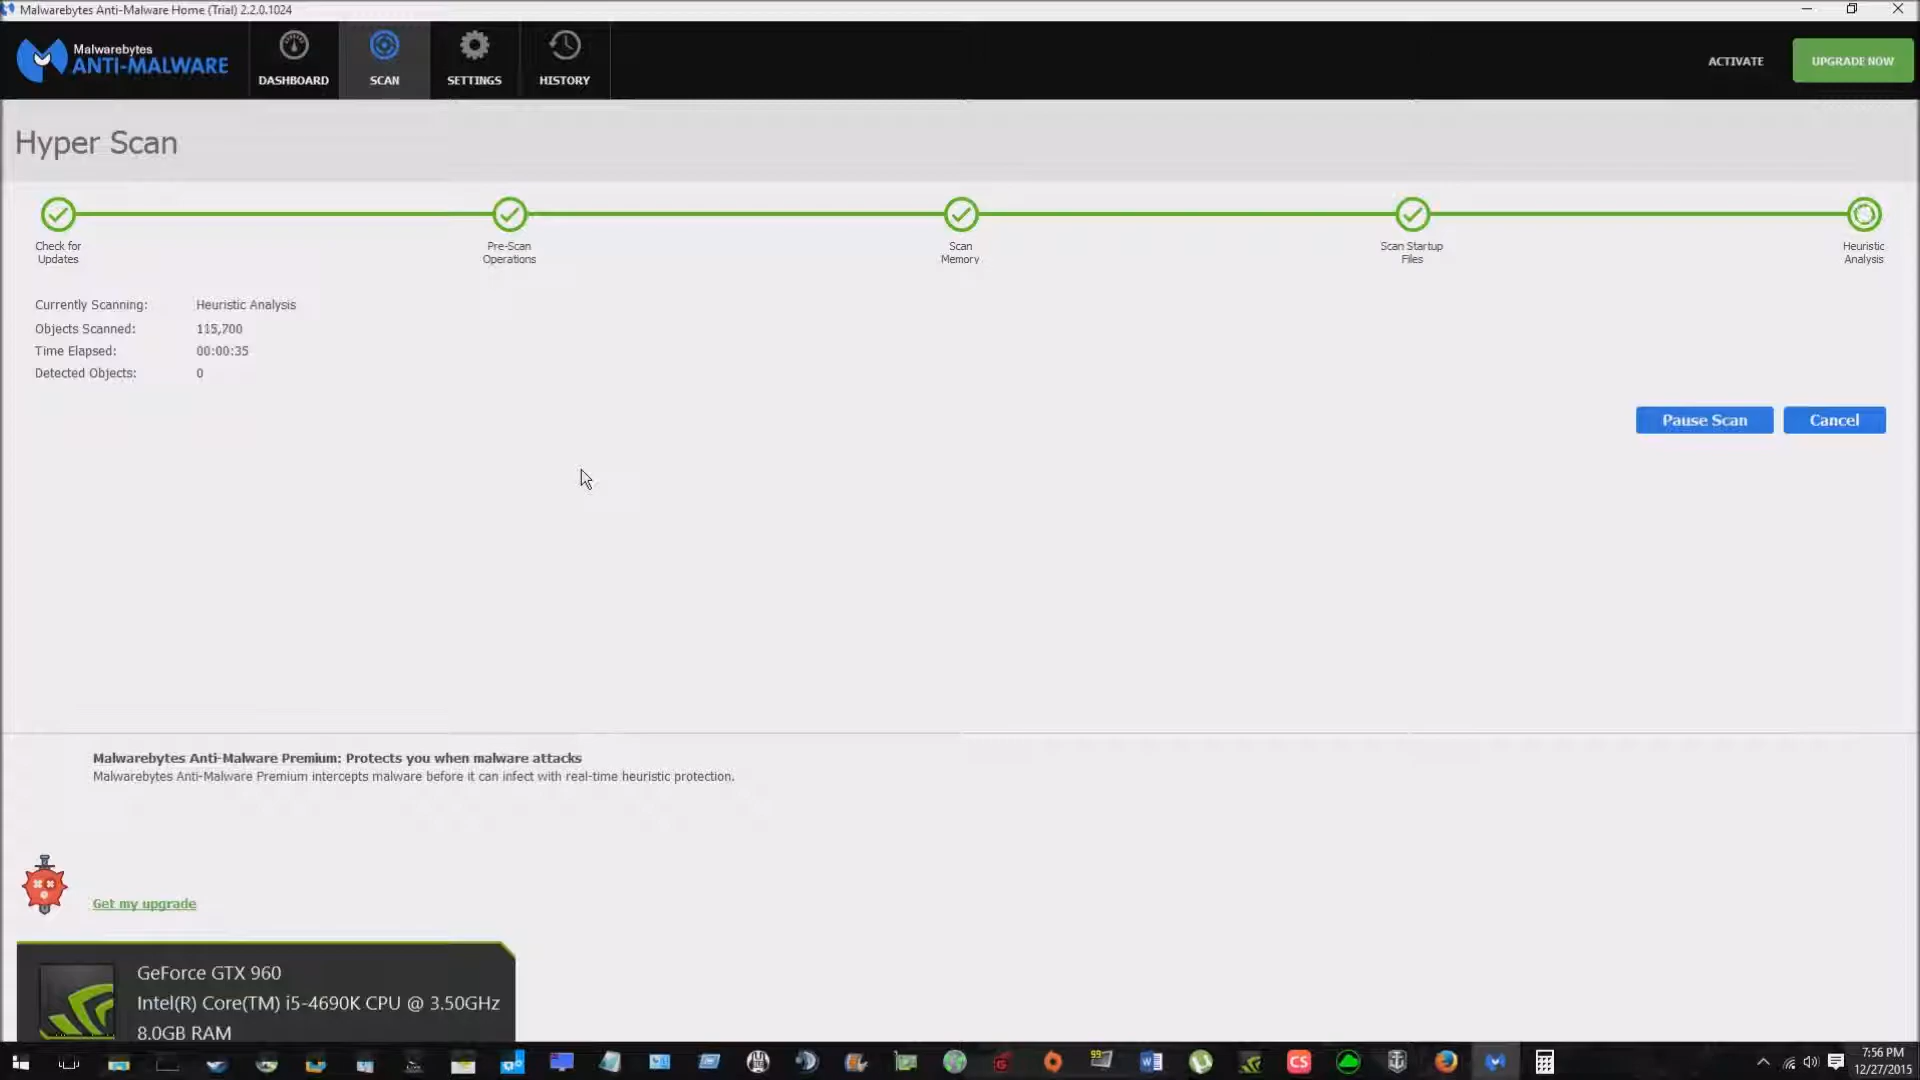 Malwarebytes Anti-Malware Home (Trial) 2.2.0.1024
Malwarebytes
ANTI-MALWARE
DASHBOARD
SCAN
SETTINGS
HISTORY
ACTIVATE
UPGRADE NOW
Hyper Scan
Check for
Updates
Pre-Scan
Operations
Scan
Memory
Scan Startup
Files
Heuristic
Analysis
Currently Scanning: Heuristic Analysis
Objects Scanned: 115,700
Time Elapsed: 00:00:35
Detected Objects: 0
Pause Scan
Cancel
Malwarebytes Anti-Malware Premium: Protects you when malware attacks
Malwarebytes Anti-Malware Premium intercepts malware before it can infect with real-time heuristic protection.
Get my upgrade
GeForce GTX 960
Intel(R) Core(TM) i5-4690K CPU @ 3.50GHz
8.0GB RAM
99
CS
7:56 PM
12/27/2015